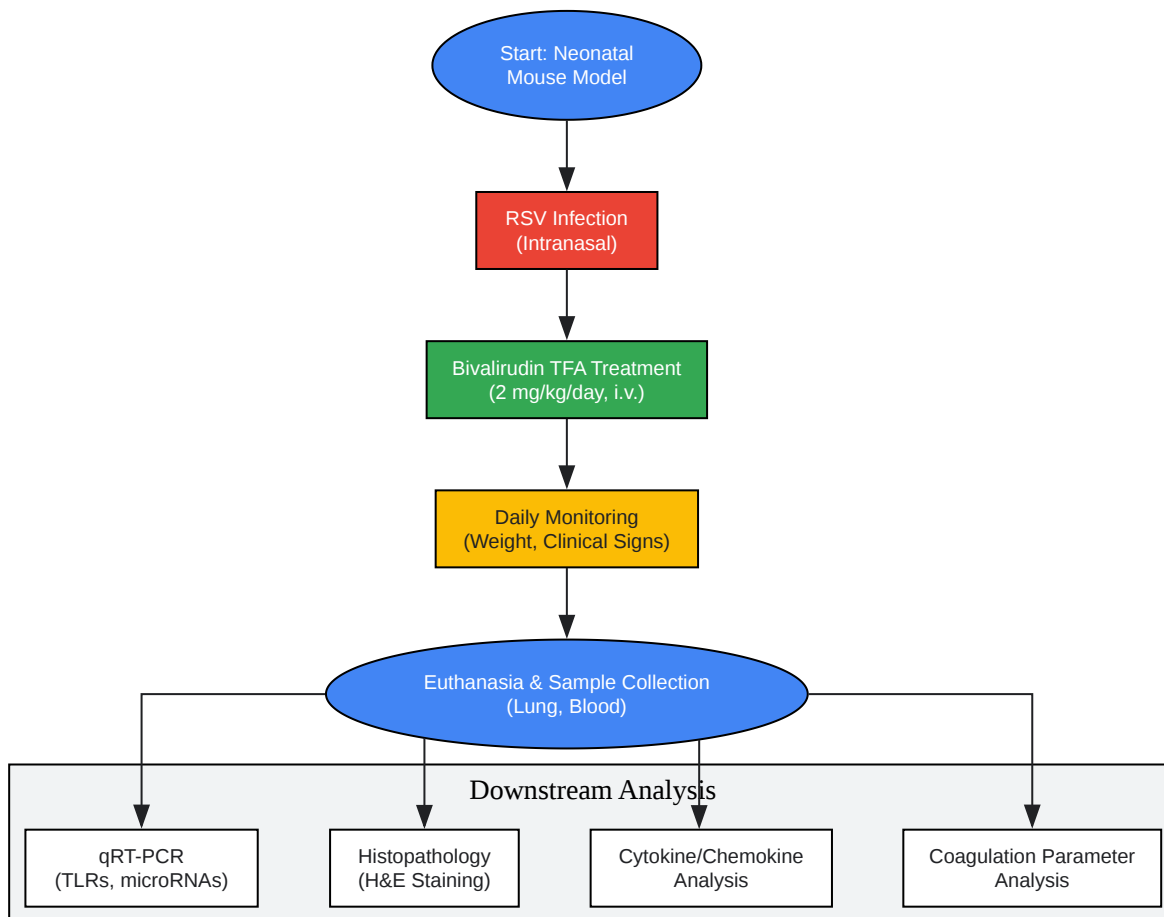 Start: Neonatal
Mouse Model
RSV Infection
(Intranasal)
Bivalirudin TFA Treatment
(2 mg/kg/day, i.v.)
Daily Monitoring
(Weight, Clinical Signs)
Euthanasia & Sample Collection
(Lung, Blood)
Downstream Analysis
qRT-PCR
(TLRs, microRNAs)
Histopathology
(H&E Staining)
Cytokine/Chemokine
Analysis
Coagulation Parameter
Analysis